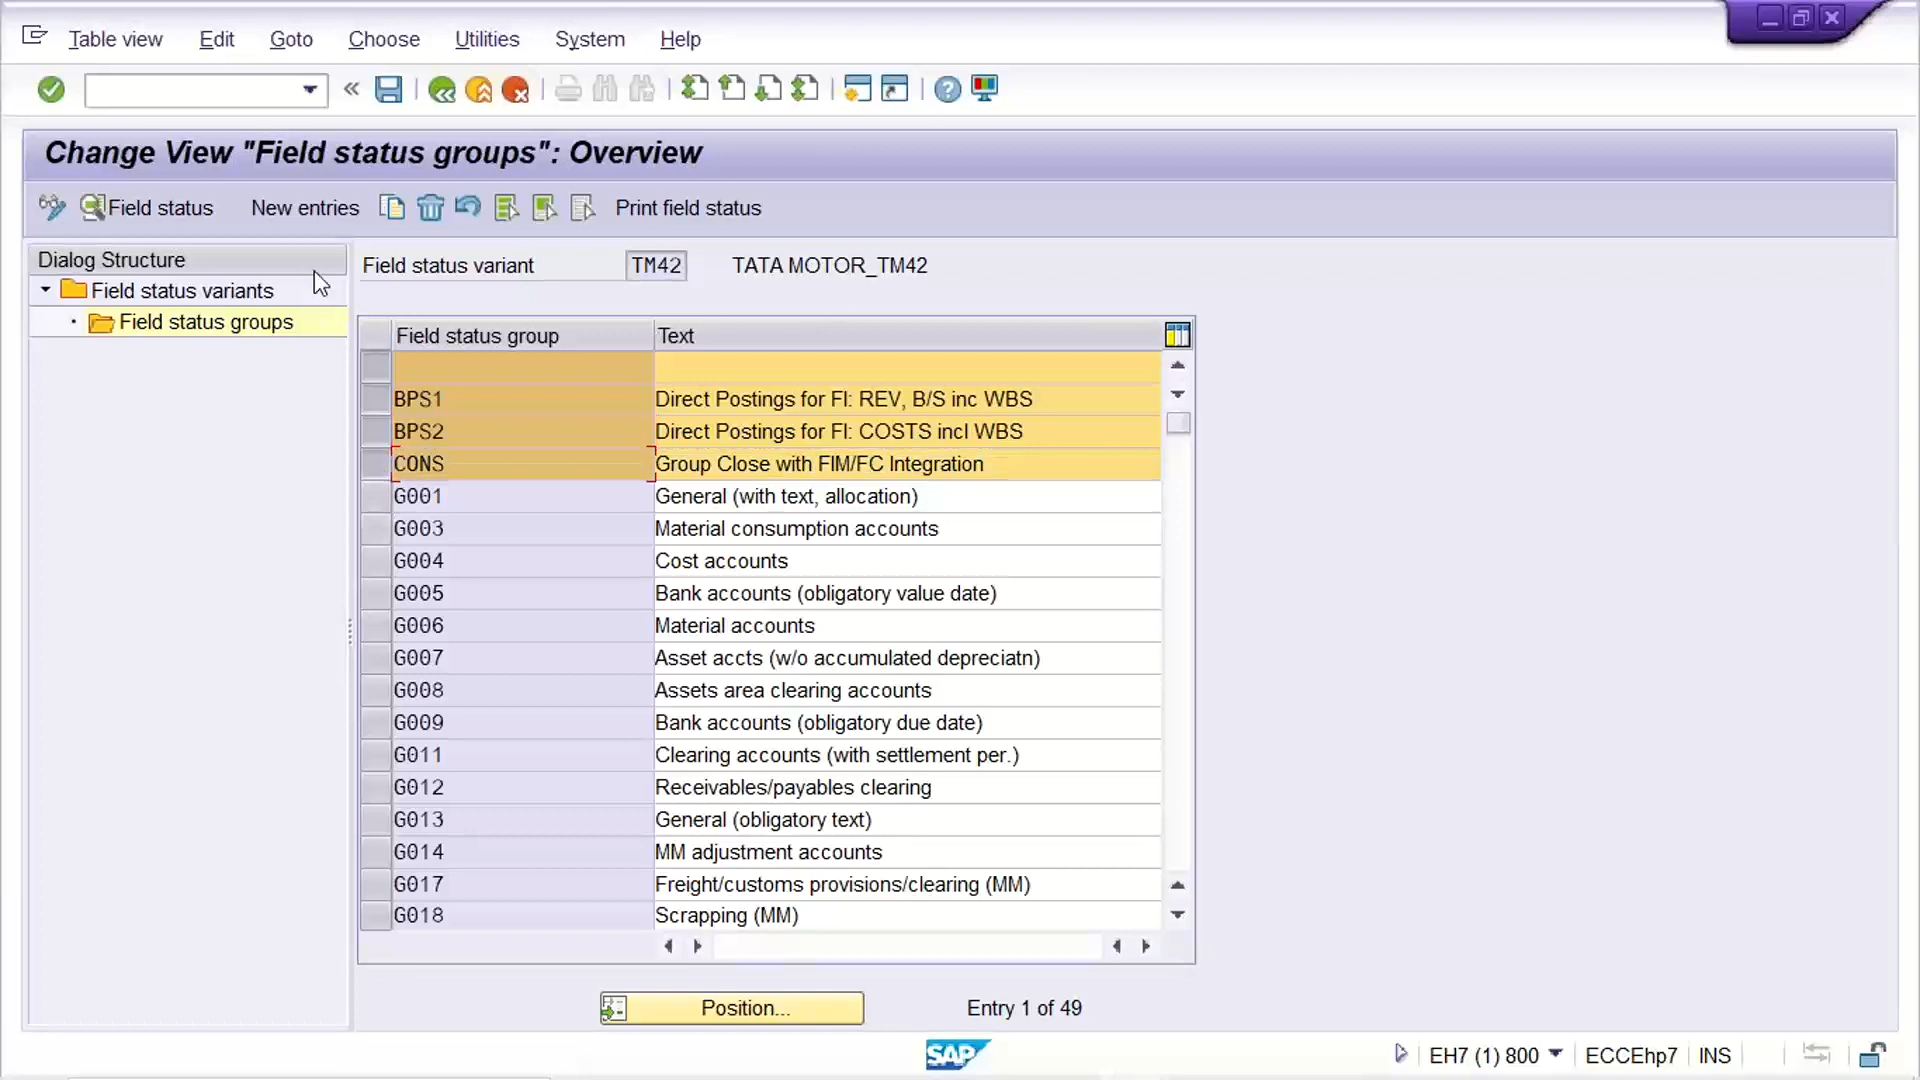 Table view Edit Goto Choose Utilities System Help
Change View "Field status groups": Overview
Field status New entries Print field status
Dialog Structure
Field status variants
Field status groups
Field status variant TM42 TATA MOTOR_TM42
Field status group Text
BPS1 Direct Postings for FI: REV, B/S inc WBS
BPS2 Direct Postings for FI: COSTS incl WBS
CONS Group Close with FIM/FC Integration
G001 General (with text, allocation)
G003 Material consumption accounts
G004 Cost accounts
G005 Bank accounts (obligatory value date)
G006 Material accounts
G007 Asset accts (w/o accumulated depreciatn)
G008 Assets area clearing accounts
G009 Bank accounts (obligatory due date)
G011 Clearing accounts (with settlement per.)
G012 Receivables/payables clearing
G013 General (obligatory text)
G014 MM adjustment accounts
G017 Freight/customs provisions/clearing (MM)
G018 Scrapping (MM)
Position... Entry 1 of 49
SAP EH7 (1) 800 ECCEhp7 INS